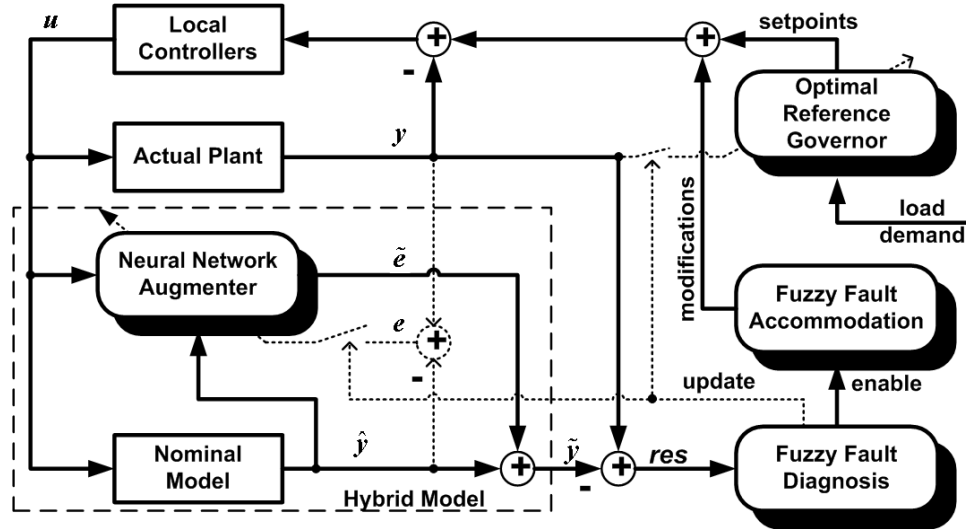 u
Local
Controllers
+
-
+
setpoints
Optimal
Reference
Governor
Actual Plant
y
load
demand
modifications
Neural Network
Augmenter
ẽ
e
+
-
Fuzzy Fault
Accommodation
update
enable
Nominal
Model
ŷ
+
ỹ
-
+
res
Fuzzy Fault
Diagnosis
Hybrid Model